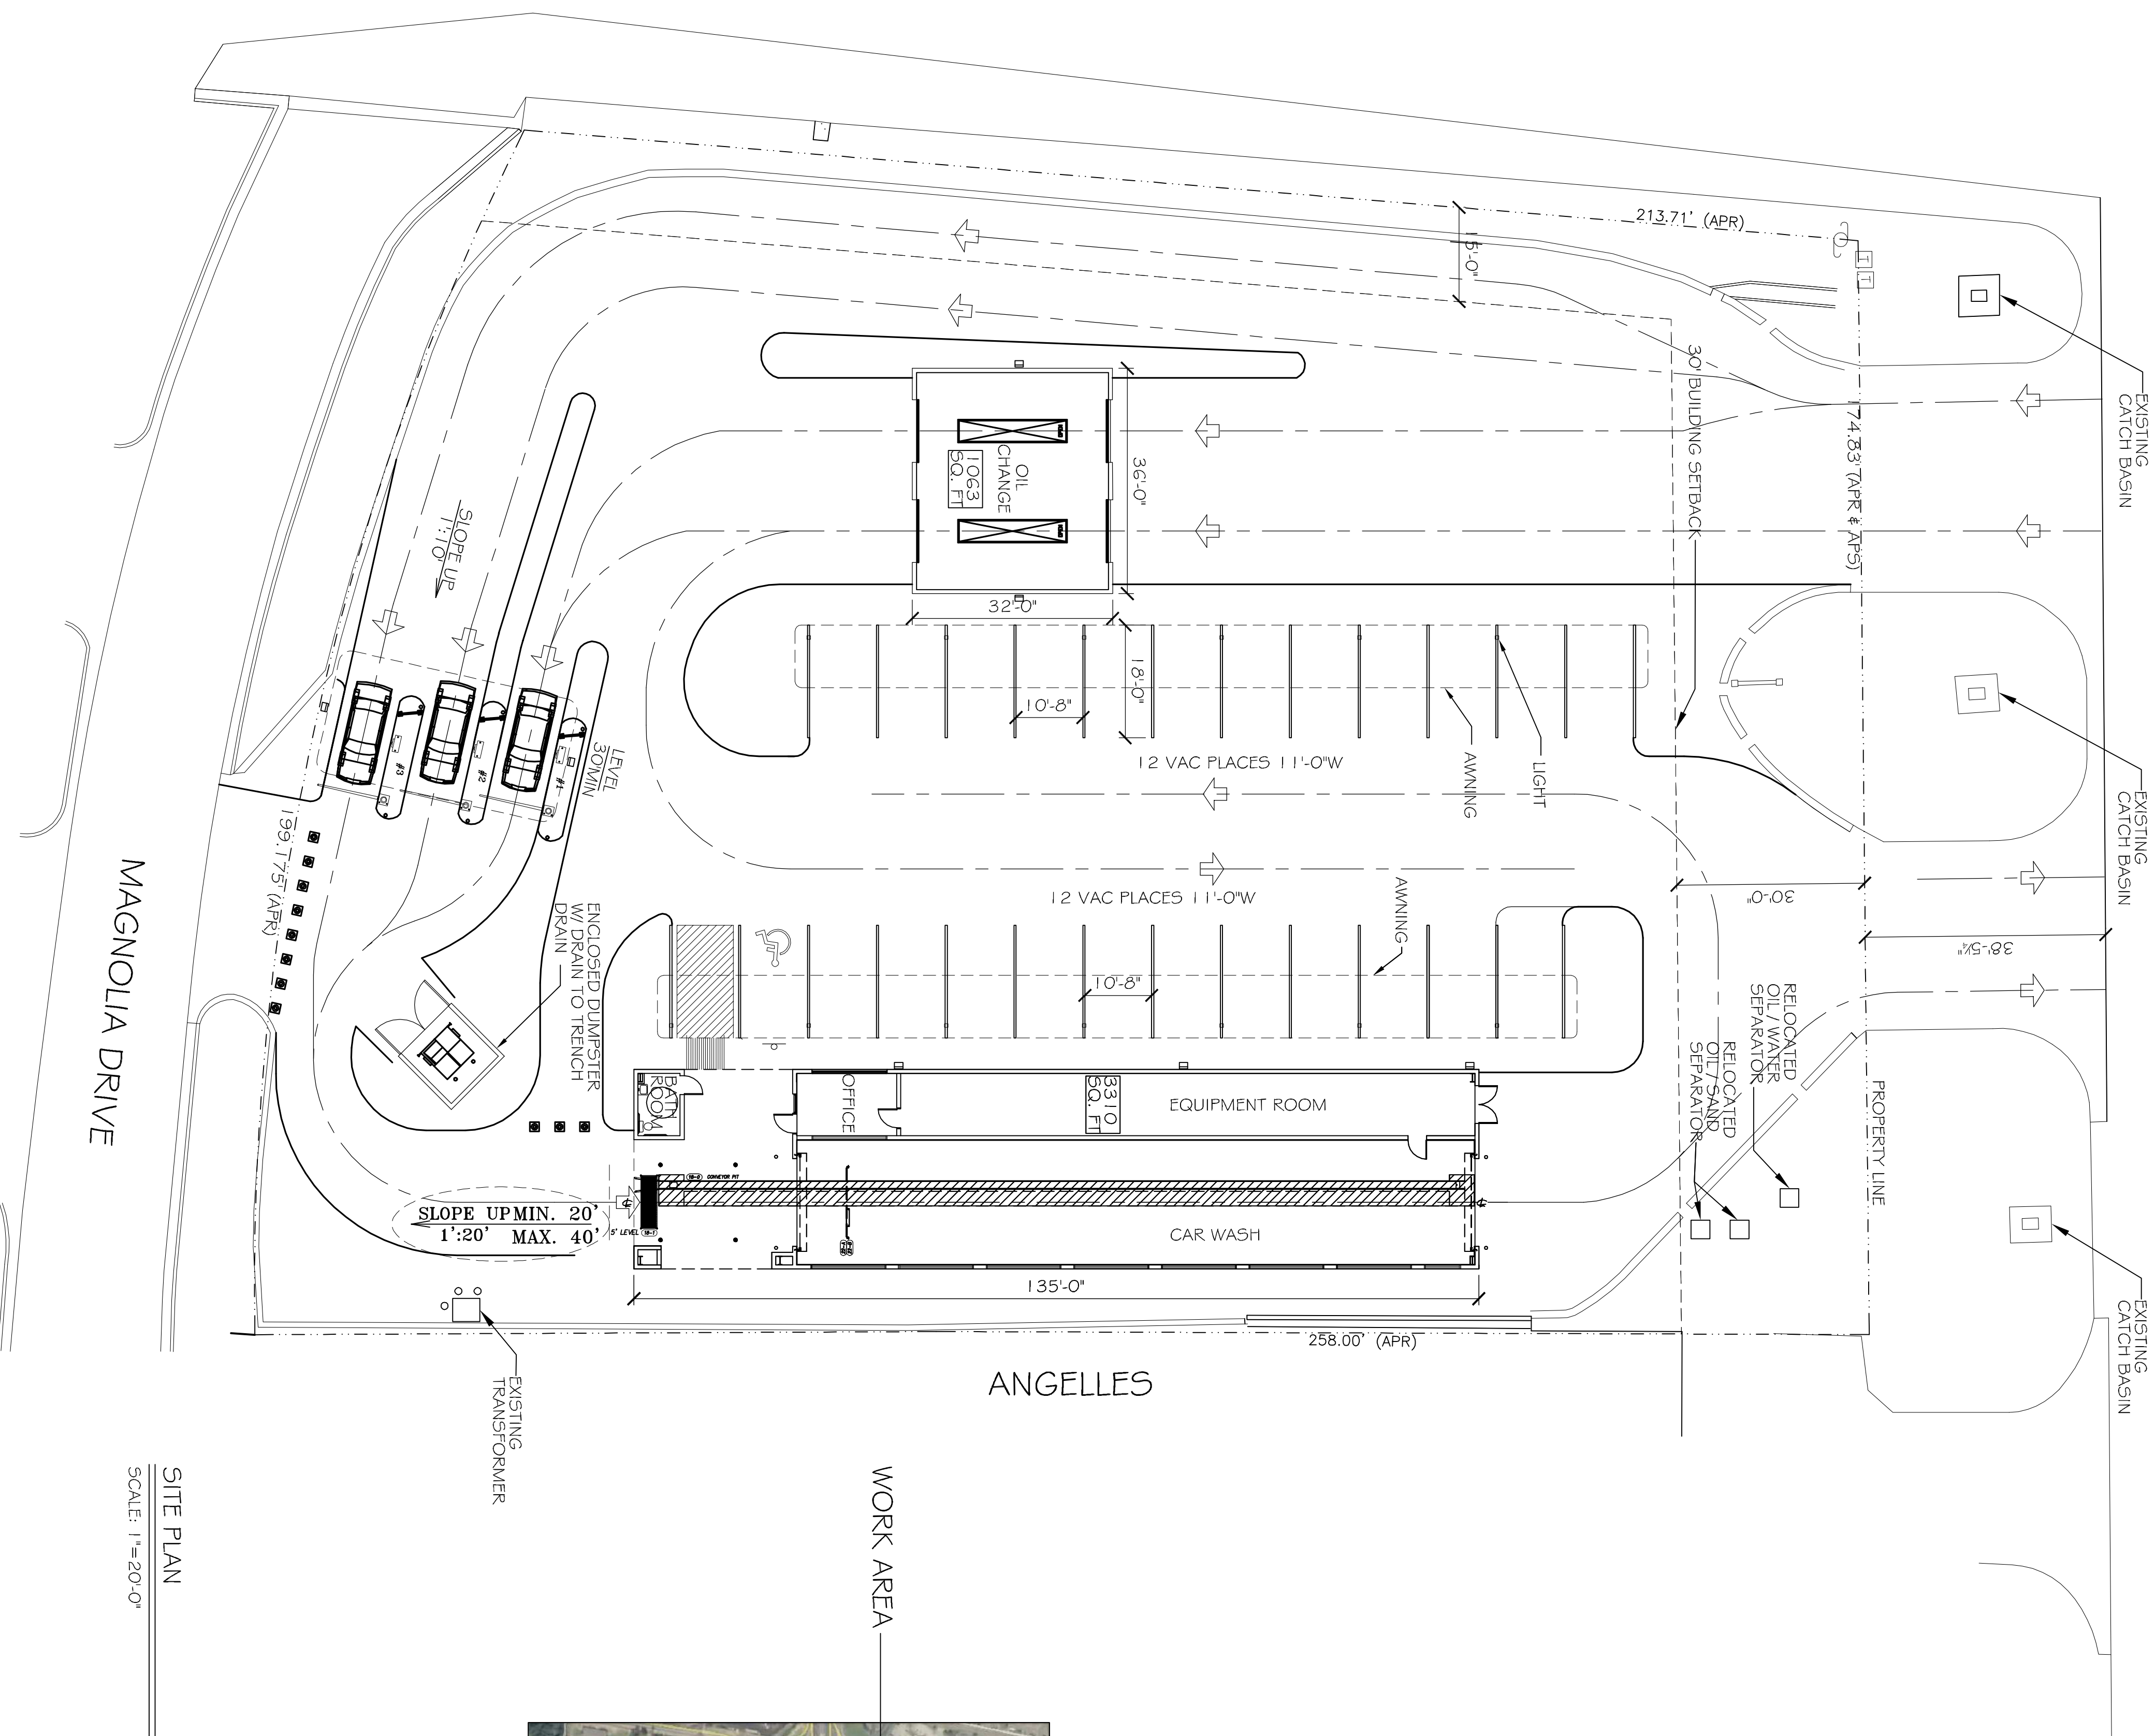 213.71' (APR)
15'-0"
T
T
EXISTING
CATCH BASIN
30' BUILDING SETBACK
174.83' (APR & APS)
OIL
CHANGE
1063
SQ. FT
36'-0"
32'-0"
SLOPE UP
1':10'
18'-0"
10'-8"
AWNING
LIGHT
12 VAC PLACES 11'-0"W
LEVEL
30'MIN
#3
#2
#1
EXISTING
CATCH BASIN
12 VAC PLACES 11'-0"W
AWNING
30'-0"
38'-5¼"
10'-8"
199.175' (APR)
MAGNOLIA DRIVE
ENCLOSED DUMPSTER
W/ DRAIN TO TRENCH
DRAIN
RELOCATED
OIL / WATER
SEPARATOR
RELOCATED
OIL / SAND
SEPARATOR
PROPERTY LINE
BATH
ROOM
OFFICE
3310
SQ. FT
EQUIPMENT ROOM
CONVEYOR PIT
SLOPE UP MIN. 20'
1':20' MAX. 40'
5' LEVEL
CAR WASH
135'-0"
258.00' (APR)
EXISTING
CATCH BASIN
EXISTING
TRANSFORMER
ANGELLES
WORK AREA
SITE PLAN
SCALE: 1"=20'-0"